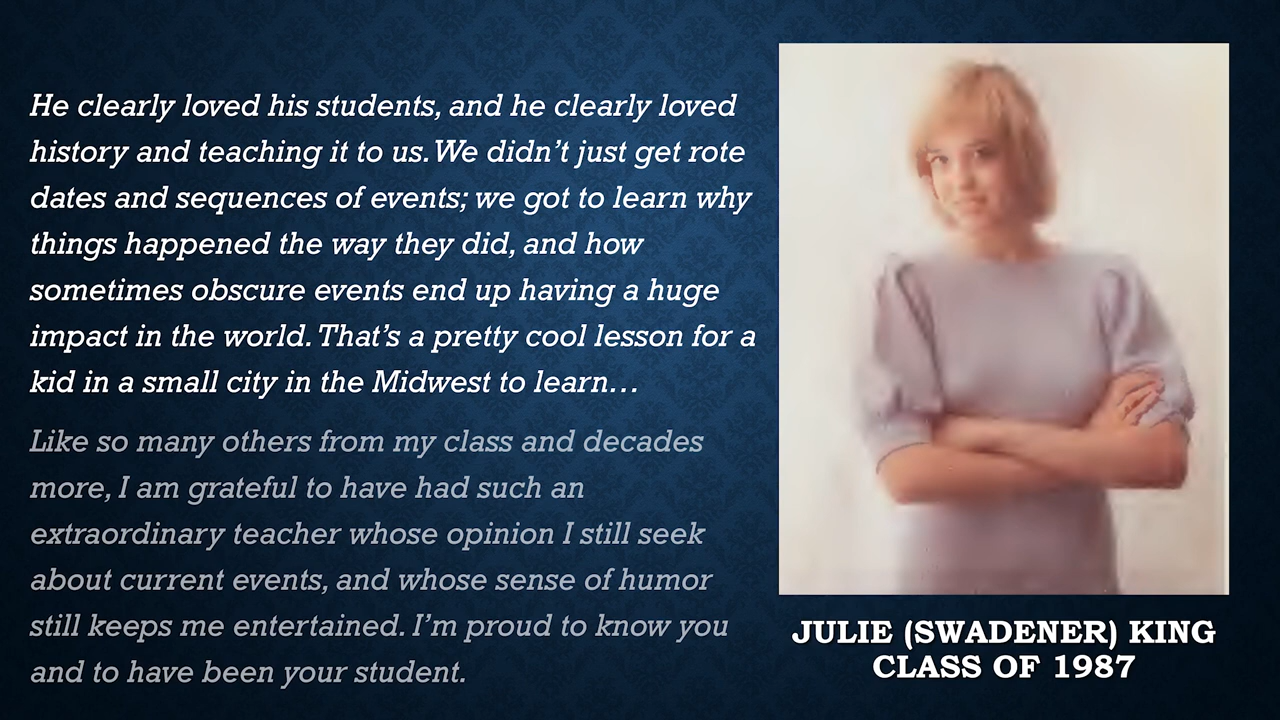 He clearly loved his students, and he clearly loved
history and teaching it to us. We didn’t just get rote
dates and sequences of events; we got to learn why
things happened the way they did, and how
sometimes obscure events end up having a huge
impact in the world. That’s a pretty cool lesson for a
kid in a small city in the Midwest to learn…
Like so many others from my class and decades
more, I am grateful to have had such an
extraordinary teacher whose opinion I still seek
about current events, and whose sense of humor
still keeps me entertained. I’m proud to know you
and to have been your student.
JULIE (SWADENER) KING
CLASS OF 1987